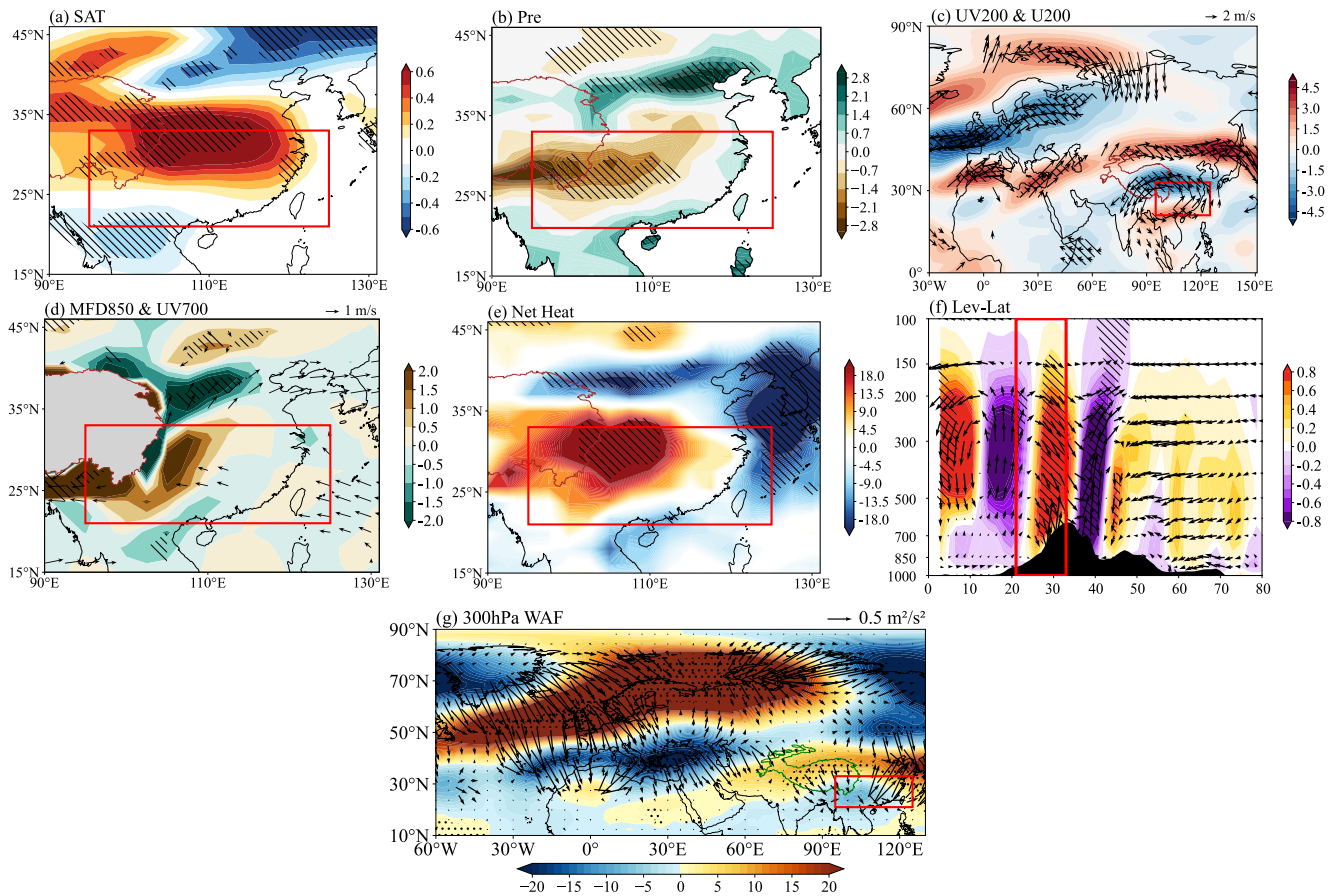 (a) SAT
45°N
35°N
25°N
15°N
90°E
110°E
130°E
0.6
0.4
0.2
0.0
−0.2
−0.4
−0.6
(b) Pre
45°N
35°N
25°N
15°N
90°E
110°E
130°E
2.8
2.1
1.4
0.7
0.0
−0.7
−1.4
−2.1
−2.8
(c) UV200 & U200
2 m/s
90°N
60°N
30°N
0°
30°W
0°
30°E
60°E
90°E
120°E
150°E
4.5
3.0
1.5
0.0
−1.5
−3.0
−4.5
(d) MFD850 & UV700
1 m/s
45°N
35°N
25°N
15°N
90°E
110°E
130°E
2.0
1.5
1.0
0.5
0.0
−0.5
−1.0
−1.5
−2.0
(e) Net Heat
45°N
35°N
25°N
15°N
90°E
110°E
130°E
18.0
13.5
9.0
4.5
0.0
−4.5
−9.0
−13.5
−18.0
(f) Lev-Lat
100
150
200
300
500
700
850
1000
0
10
20
30
40
50
60
70
80
0.8
0.6
0.4
0.2
0.0
−0.2
−0.4
−0.6
−0.8
(g) 300hPa WAF
0.5 m²/s²
90°N
70°N
50°N
30°N
10°N
60°W
30°W
0°
30°E
60°E
90°E
120°E
−20
−15
−10
−5
0
5
10
15
20